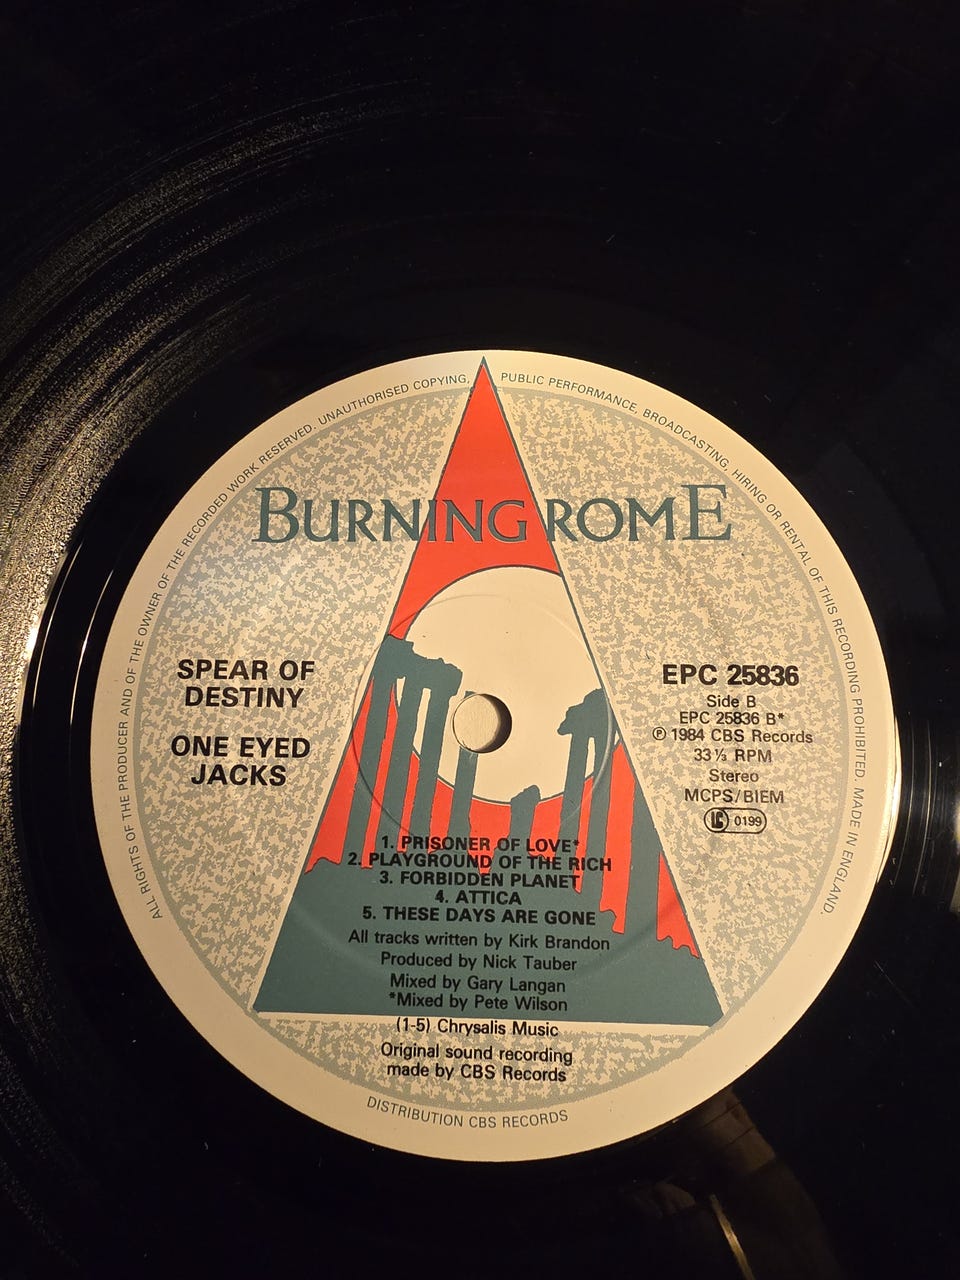 ALL RIGHTS OF THE PRODUCER AND OF THE OWNER OF THE RECORDED WORK RESERVED. UNAUTHORISED COPYING, PUBLIC PERFORMANCE, BROADCASTING, HIRING OR RENTAL OF THIS RECORDING PROHIBITED. MADE IN ENGLAND.
BURNING ROME
SPEAR OF
DESTINY
ONE EYED
JACKS
EPC 25836
Side B
EPC 25836 B*
℗ 1984 CBS Records
33⅓ RPM
Stereo
MCPS/BIEM
LC 0199
1. PRISONER OF LOVE*
2. PLAYGROUND OF THE RICH
3. FORBIDDEN PLANET
4. ATTICA
5. THESE DAYS ARE GONE
All tracks written by Kirk Brandon
Produced by Nick Tauber
Mixed by Gary Langan
*Mixed by Pete Wilson
(1-5) Chrysalis Music
Original sound recording
made by CBS Records
DISTRIBUTION CBS RECORDS